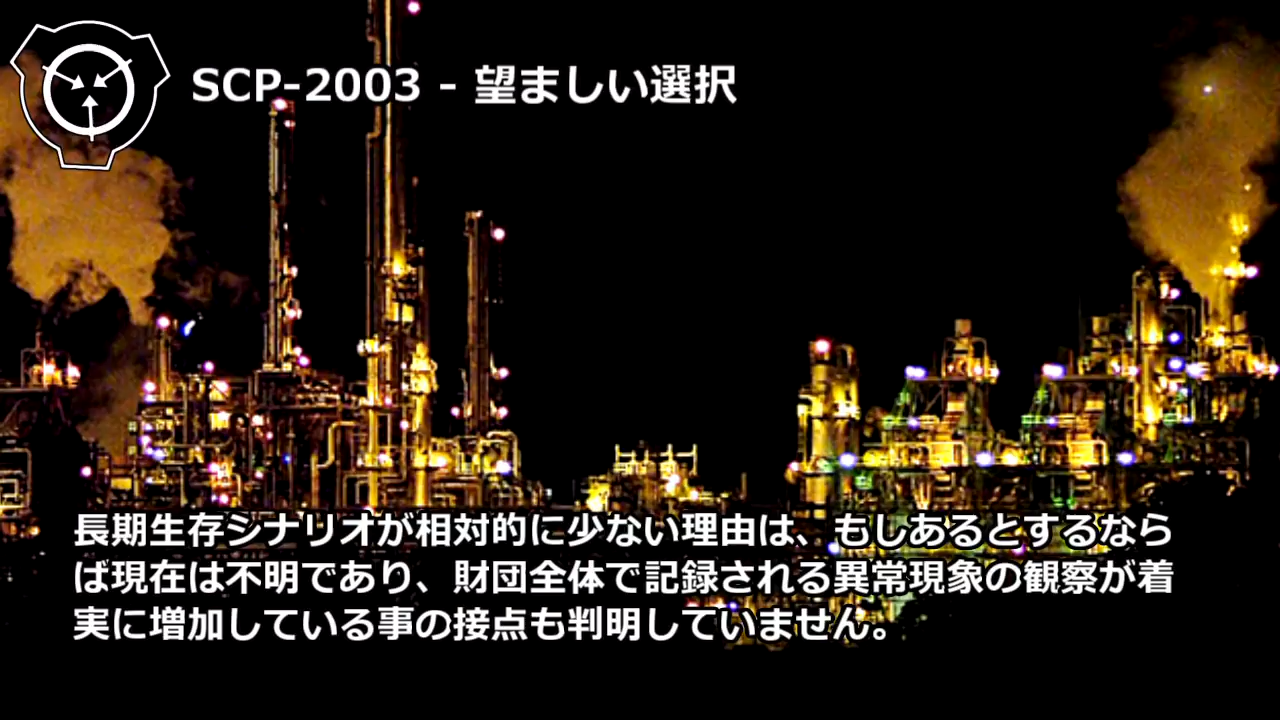 SCP-2003 - 望ましい選択
長期生存シナリオが相対的に少ない理由は、もしあるとするなら
ば現在は不明であり、財団全体で記録される異常現象の観察が着
実に増加している事の接点も判明していません。